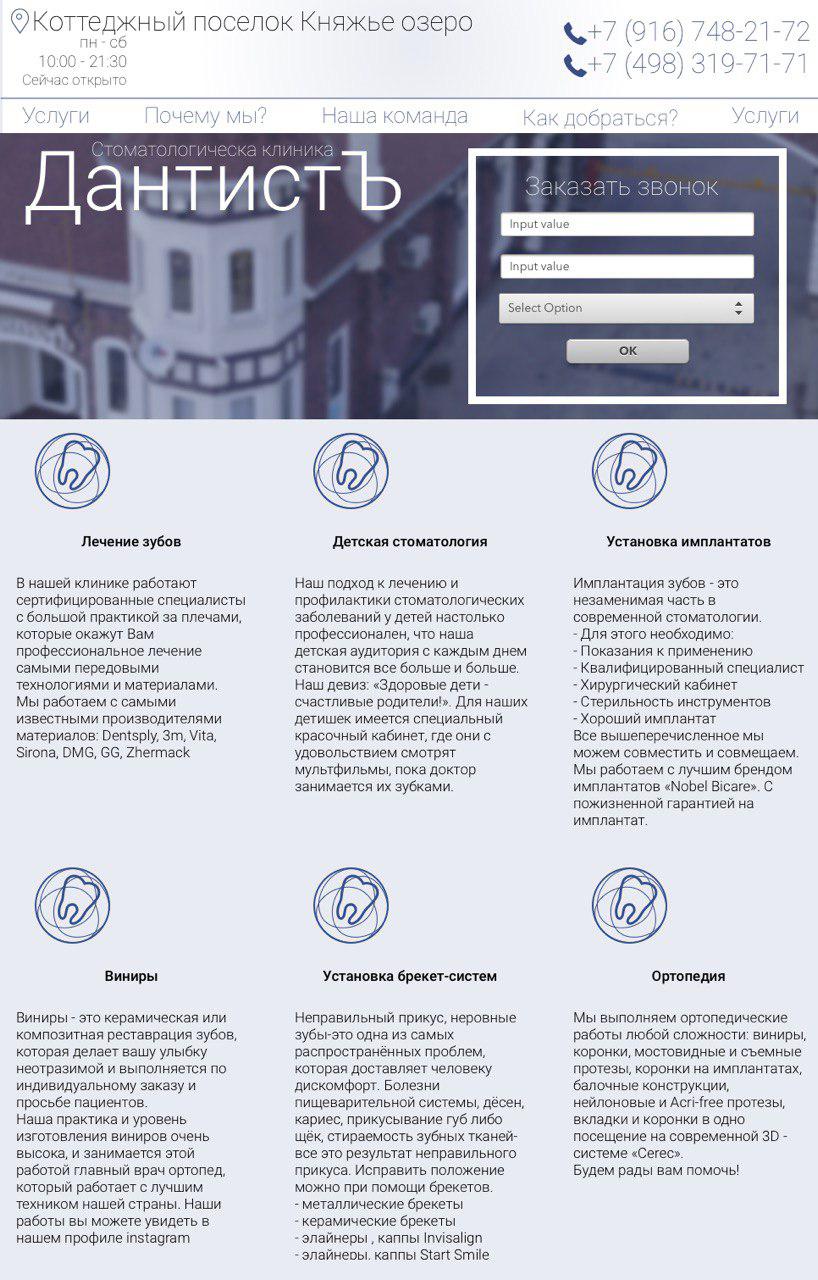 Коттеджный поселок Княжье озеро
пн - сб
10:00 - 21:30
Сейчас открыто
+7 (916) 748-21-72
+7 (498) 319-71-71
Услуги
Почему мы?
Наша команда
Как добраться?
Услуги
Стоматологическа клиника
ДантистЪ
Заказать звонок
Input value
Input value
Select Option
OK
Лечение зубов
В нашей клинике работают
сертифицированные специалисты
с большой практикой за плечами,
которые окажут Вам
профессиональное лечение
самыми передовыми
технологиями и материалами.
Мы работаем с самыми
известными производителями
материалов: Dentsply, 3m, Vita,
Sirona, DMG, GG, Zhermack
Детская стоматология
Наш подход к лечению и
профилактики стоматологических
заболеваний у детей настолько
профессионален, что наша
детская аудитория с каждым днем
становится все больше и больше.
Наш девиз: «Здоровые дети -
счастливые родители!». Для наших
детишек имеется специальный
красочный кабинет, где они с
удовольствием смотрят
мультфильмы, пока доктор
занимается их зубками.
Установка имплантатов
Имплантация зубов - это
незаменимая часть в
современной стоматологии.
- Для этого необходимо:
- Показания к применению
- Квалифицированный специалист
- Хирургический кабинет
- Стерильность инструментов
- Хороший имплантат
Все вышеперечисленное мы
можем совместить и совмещаем.
Мы работаем с лучшим брендом
имплантатов «Nobel Bicare». С
пожизненной гарантией на
имплантат.
Виниры
Виниры - это керамическая или
композитная реставрация зубов,
которая делает вашу улыбку
неотразимой и выполняется по
индивидуальному заказу и
просьбе пациентов.
Наша практика и уровень
изготовления виниров очень
высока, и занимается этой
работой главный врач ортопед,
который работает с лучшим
техником нашей страны. Наши
работы вы можете увидеть в
нашем профиле instagram
Установка брекет-систем
Неправильный прикус, неровные
зубы-это одна из самых
распространённых проблем,
которая доставляет человеку
дискомфорт. Болезни
пищеварительной системы, дёсен,
кариес, прикусывание губ либо
щёк, стираемость зубных тканей-
все это результат неправильного
прикуса. Исправить положение
можно при помощи брекетов.
- металлические брекеты
- керамические брекеты
- элайнеры , каппы Invisalign
- элайнеры, каппы Start Smile
Ортопедия
Мы выполняем ортопедические
работы любой сложности: виниры,
коронки, мостовидные и съемные
протезы, коронки на имплантатах,
балочные конструкции,
нейлоновые и Acri-free протезы,
вкладки и коронки в одно
посещение на современной 3D -
системе «Cerec».
Будем рады вам помочь!